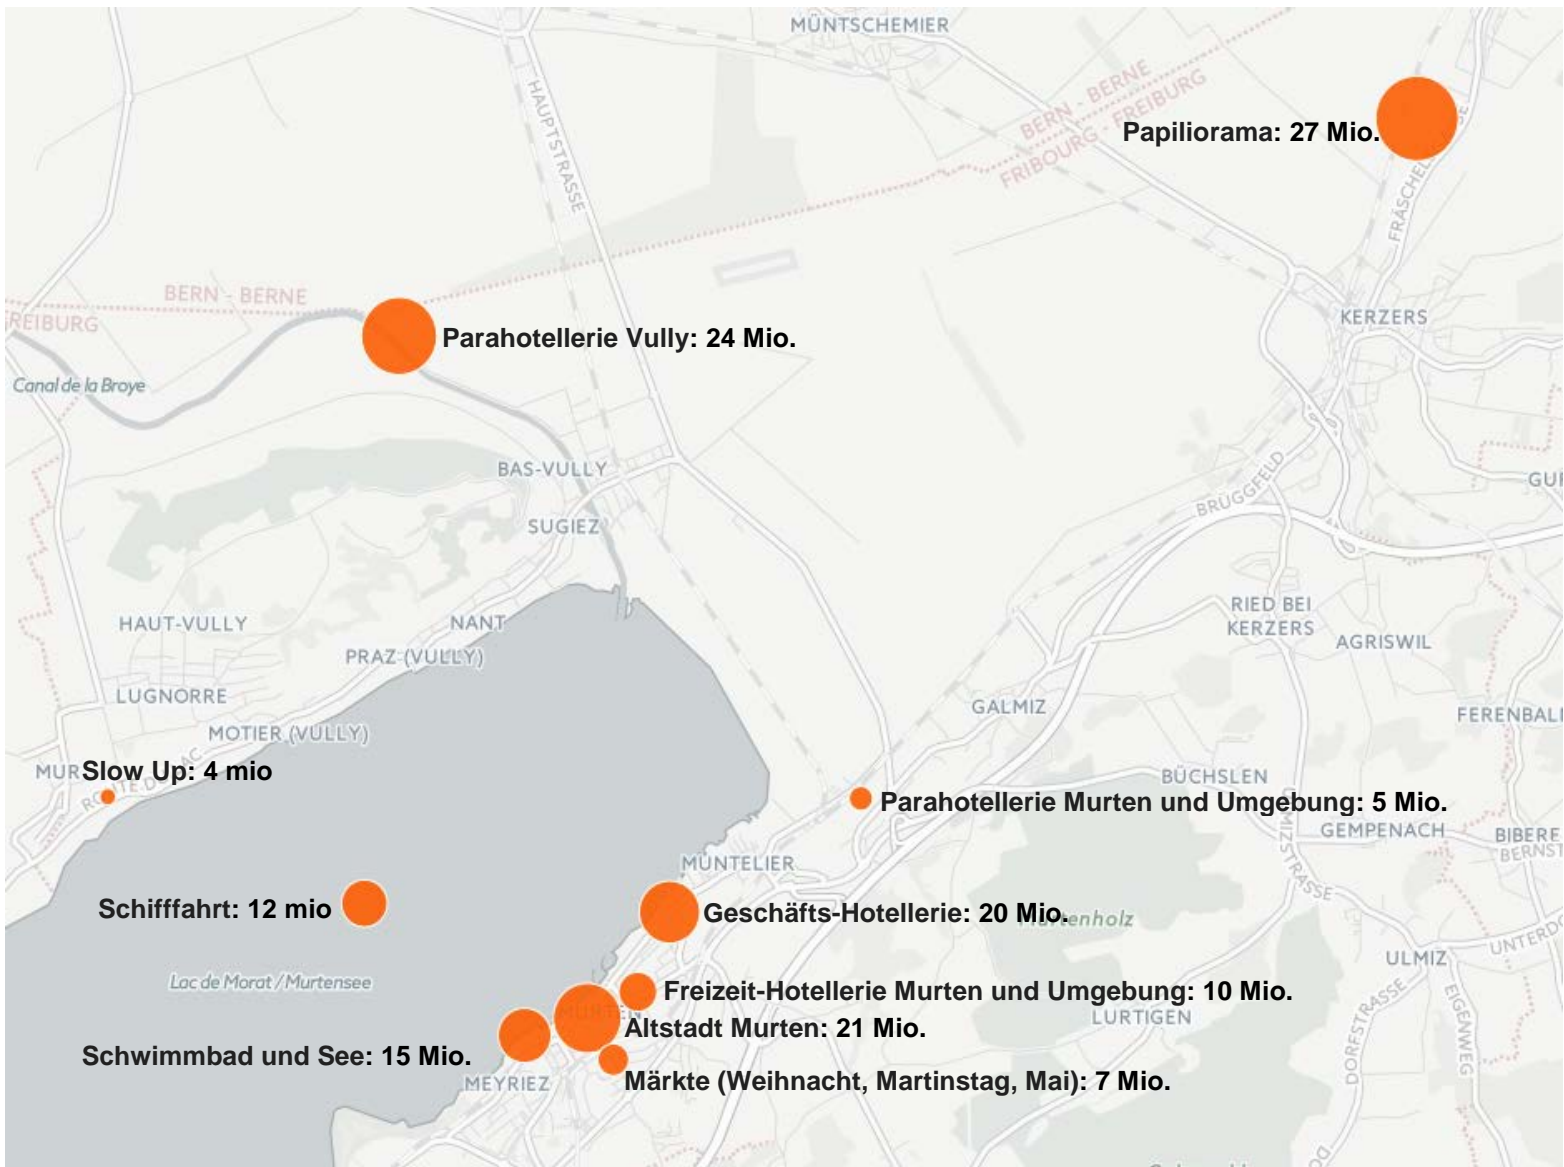 MÜNTSCHEMIER
HAUPTSTRASSE
BERN - BERNE
FRIBOURG - FREIBURG
Papiliorama: 27 Mio.
BERN - BERNE
REIBURG
Parahotellerie Vully: 24 Mio.
KERZERS
Canal de la Broye
BAS-VULLY
BRÜGGFELD
SUGIEZ
HAUT-VULLY
NANT
RIED BEI
KERZERS
AGRISWIL
PRAZ (VULLY)
LUGNORRE
GALMIZ
MOTIER (VULLY)
Slow Up: 4 mio
BÜCHSLEN
Parahotellerie Murten und Umgebung: 5 Mio.
GEMPENACH
MÜNTELIER
Schifffahrt: 12 mio
Geschäfts-Hotellerie: 20 Mio.
ULMIZ
Lac de Morat / Murtensee
Freizeit-Hotellerie Murten und Umgebung: 10 Mio.
LURTIGEN
EIGENWEG
DORFSTRASSE
Altstadt Murten: 21 Mio.
Schwimmbad und See: 15 Mio.
MEYRIEZ
Märkte (Weihnacht, Martinstag, Mai): 7 Mio.